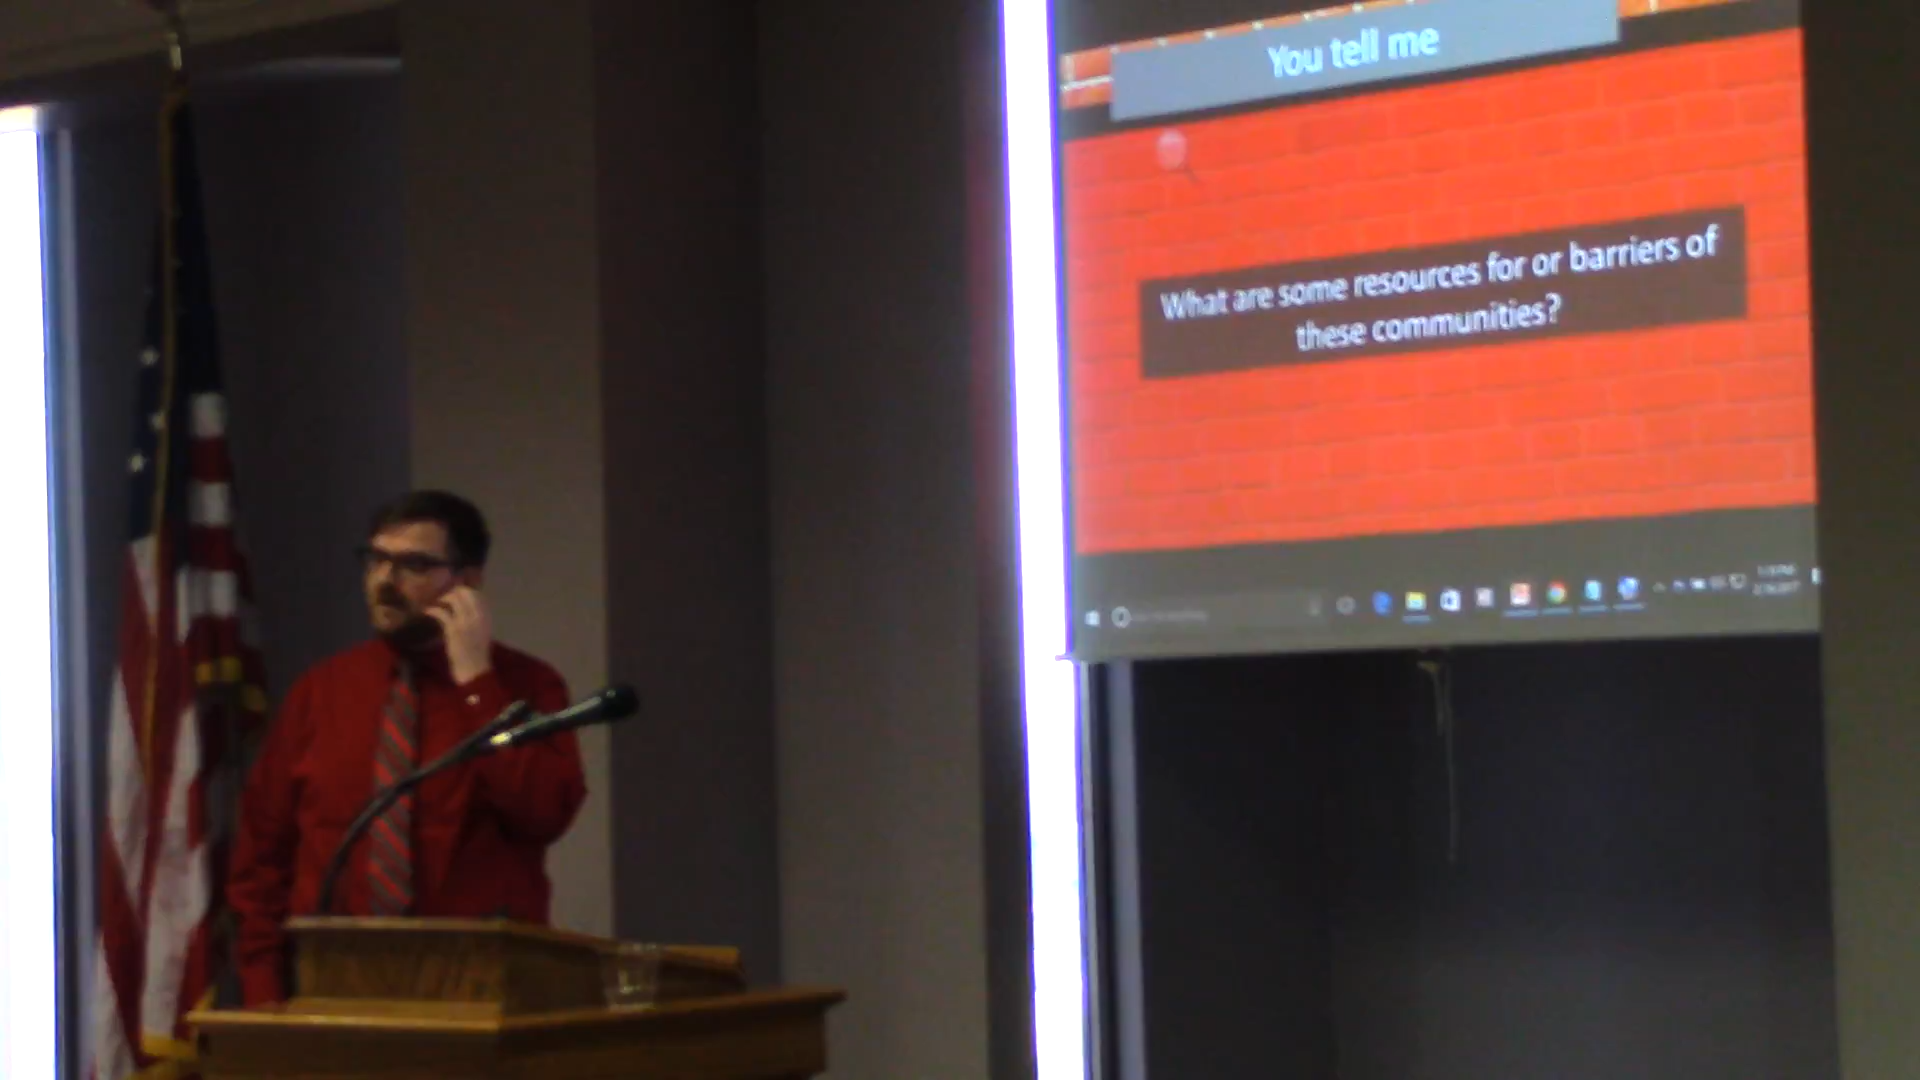 You tell me
What are some resources for or barriers of
these communities?